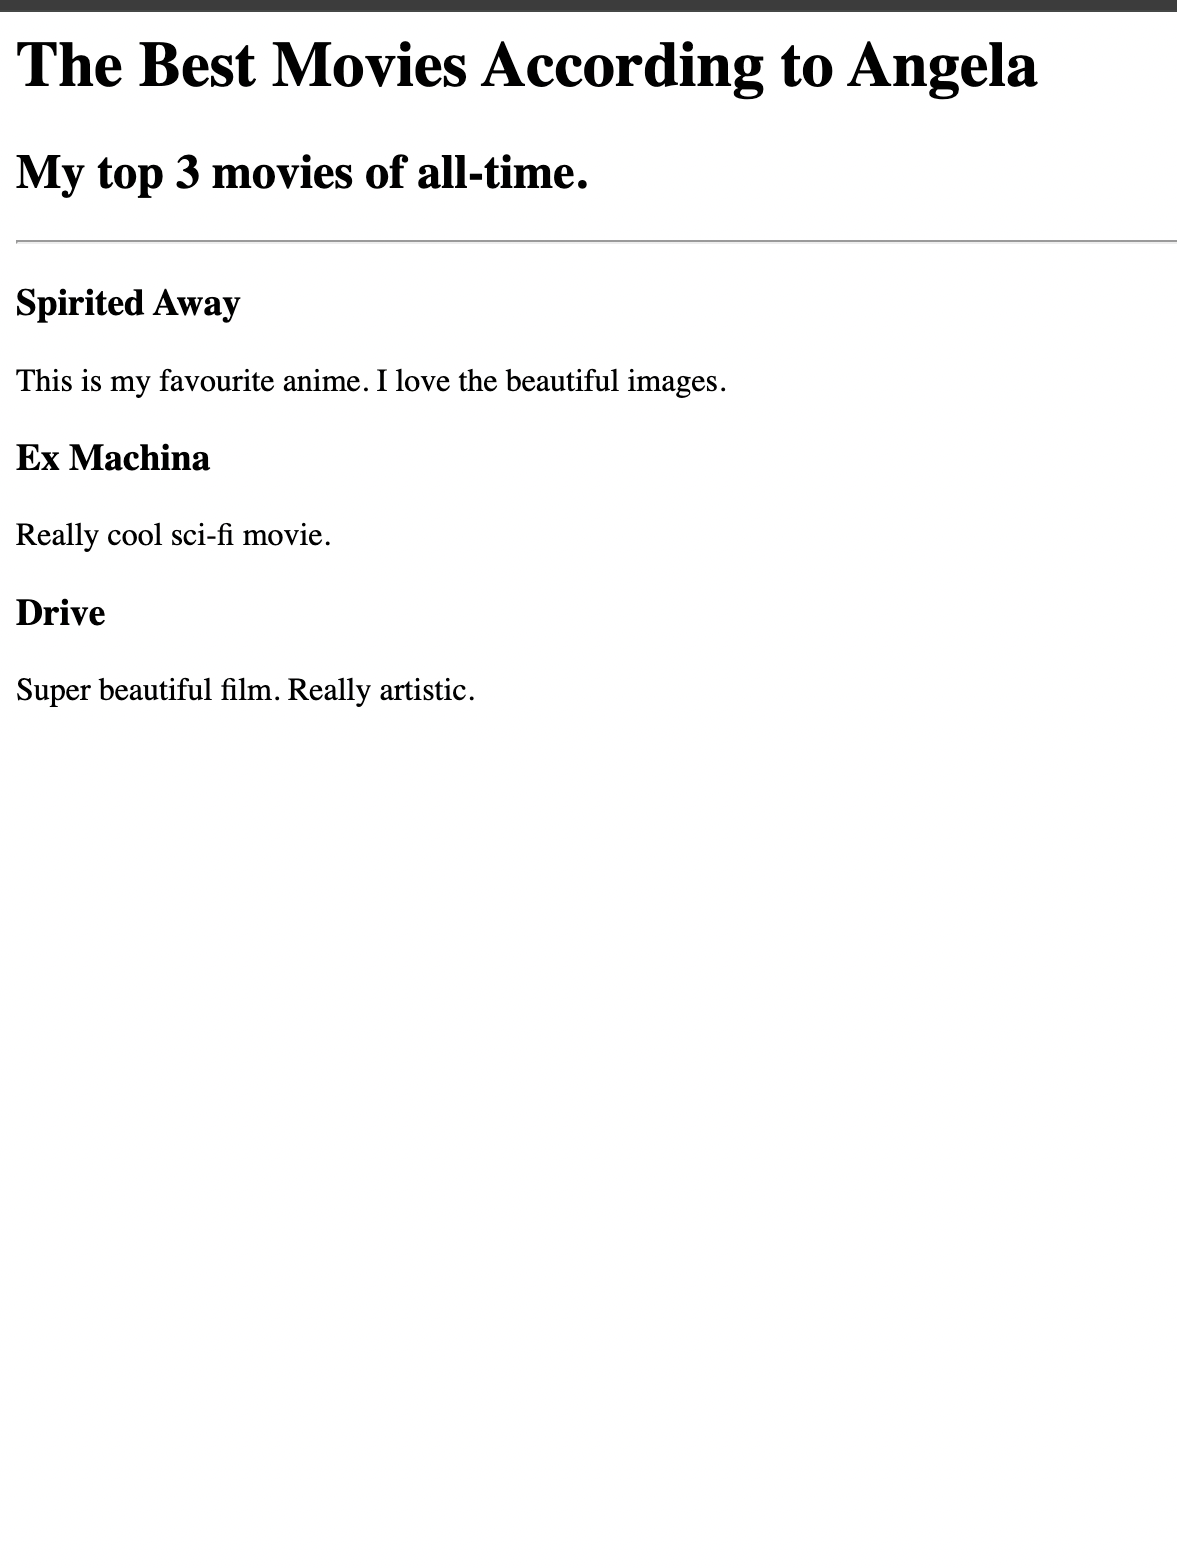 The Best Movies According to Angela
My top 3 movies of all-time.
Spirited Away
This is my favourite anime. I love the beautiful images.
Ex Machina
Really cool sci-fi movie.
Drive
Super beautiful film. Really artistic.